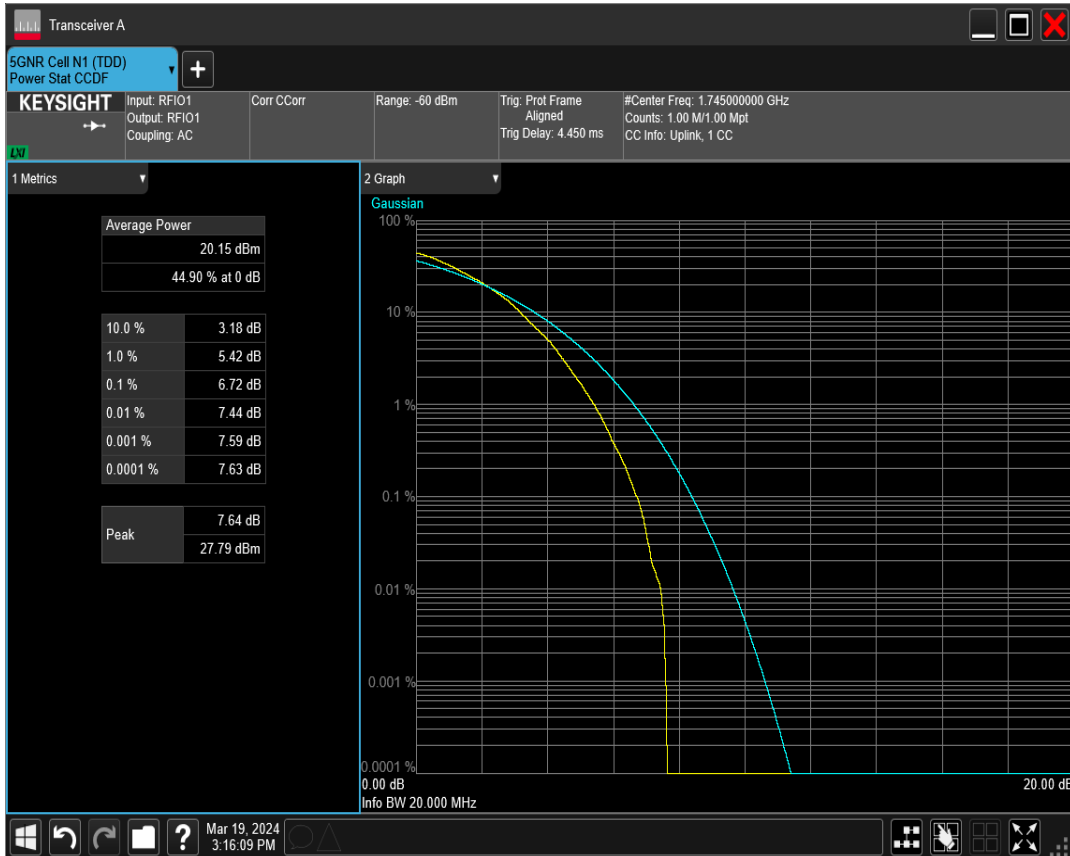 Transceiver A
5GNR Cell N1 (TDD)
Power Stat CCDF
+
KEYSIGHT
LXI
Input: RFIO1
Output: RFIO1
Coupling: AC
Corr CCorr
Range: -60 dBm
Trig: Prot Frame
Aligned
Trig Delay: 4.450 ms
#Center Freq: 1.745000000 GHz
Counts: 1.00 M/1.00 Mpt
CC Info: Uplink, 1 CC
1 Metrics
Average Power
20.15 dBm
44.90 % at 0 dB
10.0 % 3.18 dB
1.0 % 5.42 dB
0.1 % 6.72 dB
0.01 % 7.44 dB
0.001 % 7.59 dB
0.0001 % 7.63 dB
Peak
7.64 dB
27.79 dBm
2 Graph
Gaussian
100 %
10 %
1 %
0.1 %
0.01 %
0.001 %
0.0001 %
0.00 dB 20.00 dB
Info BW 20.000 MHz
?
Mar 19, 2024
3:16:09 PM